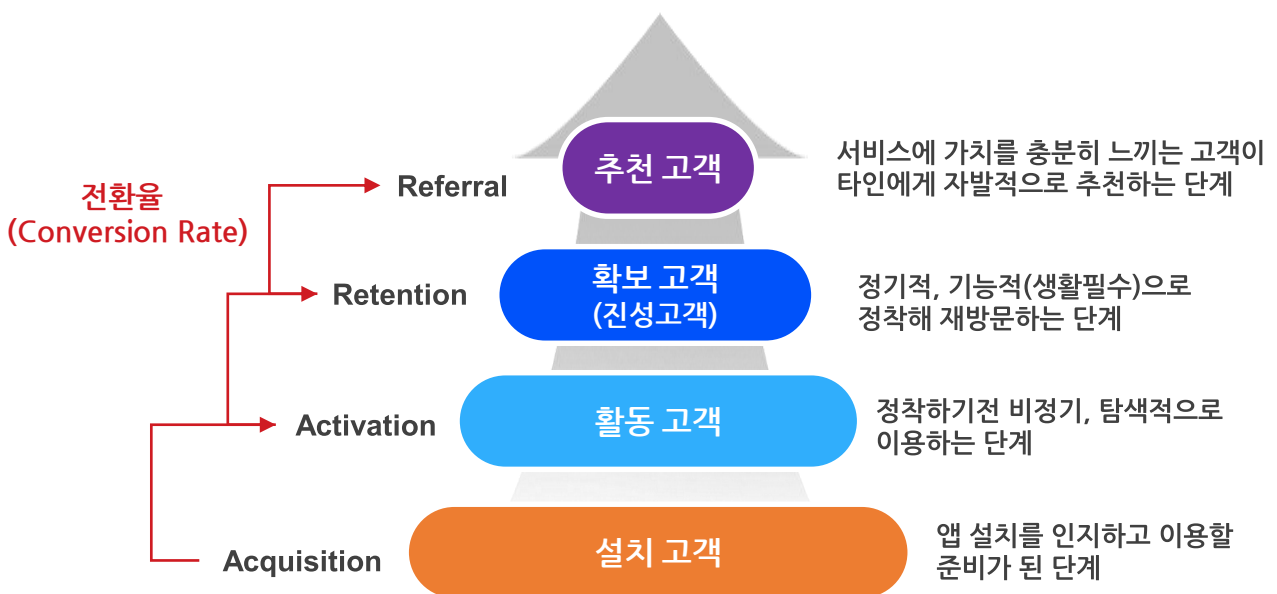 추천 고객
서비스에 가치를 충분히 느끼는 고객이
타인에게 자발적으로 추천하는 단계
Referral
전환율
(Conversion Rate)
확보 고객
(진성고객)
Retention
정기적, 기능적(생활필수)으로
정착해 재방문하는 단계
활동 고객
Activation
정착하기전 비정기, 탐색적으로
이용하는 단계
설치 고객
Acquisition
앱 설치를 인지하고 이용할
준비가 된 단계